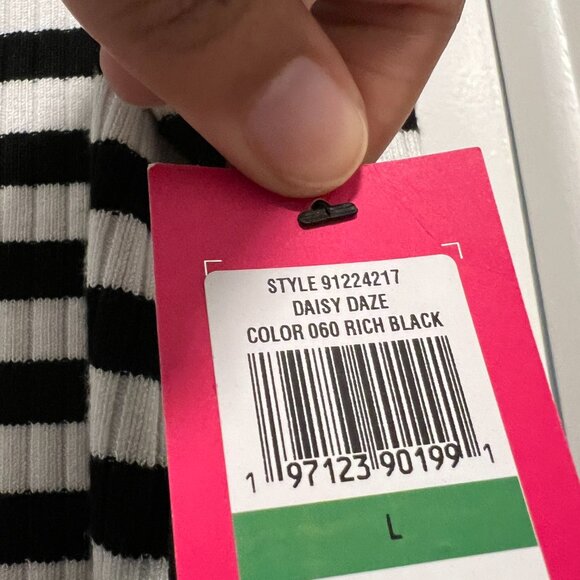 STYLE 91224217
DAISY DAZE
COLOR 060 RICH BLACK
1 97123 90199 1
L